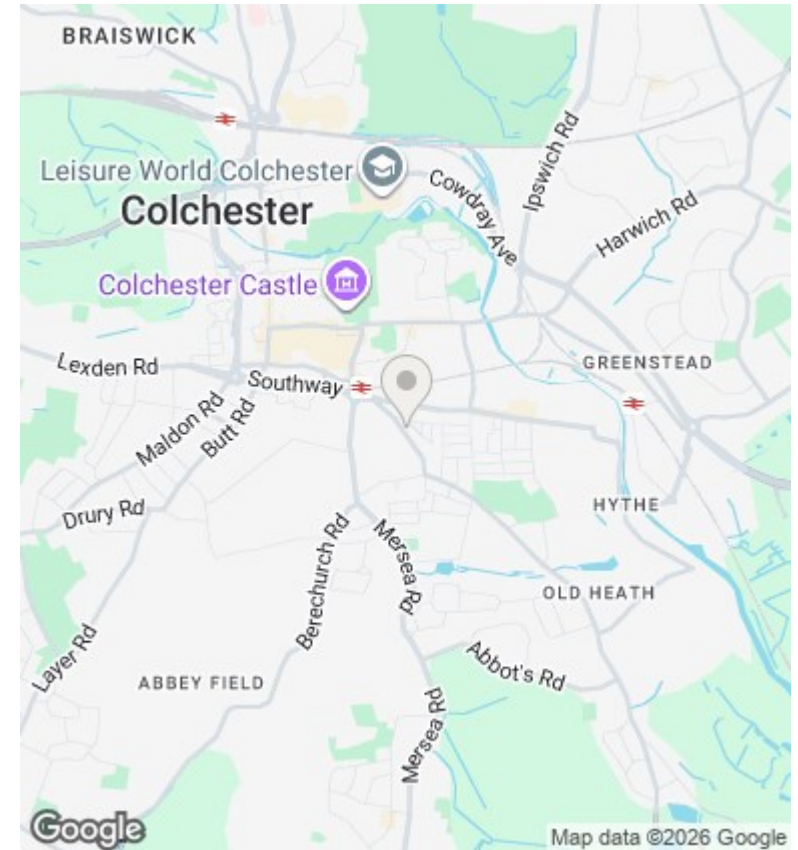 BRAISWICK
Leisure World Colchester
Colchester
Cowdray Ave
Ipswich Rd
Harwich Rd
Colchester Castle
Lexden Rd
Southway
GREENSTEAD
Maldon Rd
Butt Rd
Drury Rd
HYTHE
Berechurch Rd
Mersea Rd
OLD HEATH
Layer Rd
ABBEY FIELD
Abbot's Rd
Mersea Rd
Google
Map data ©2026 Google